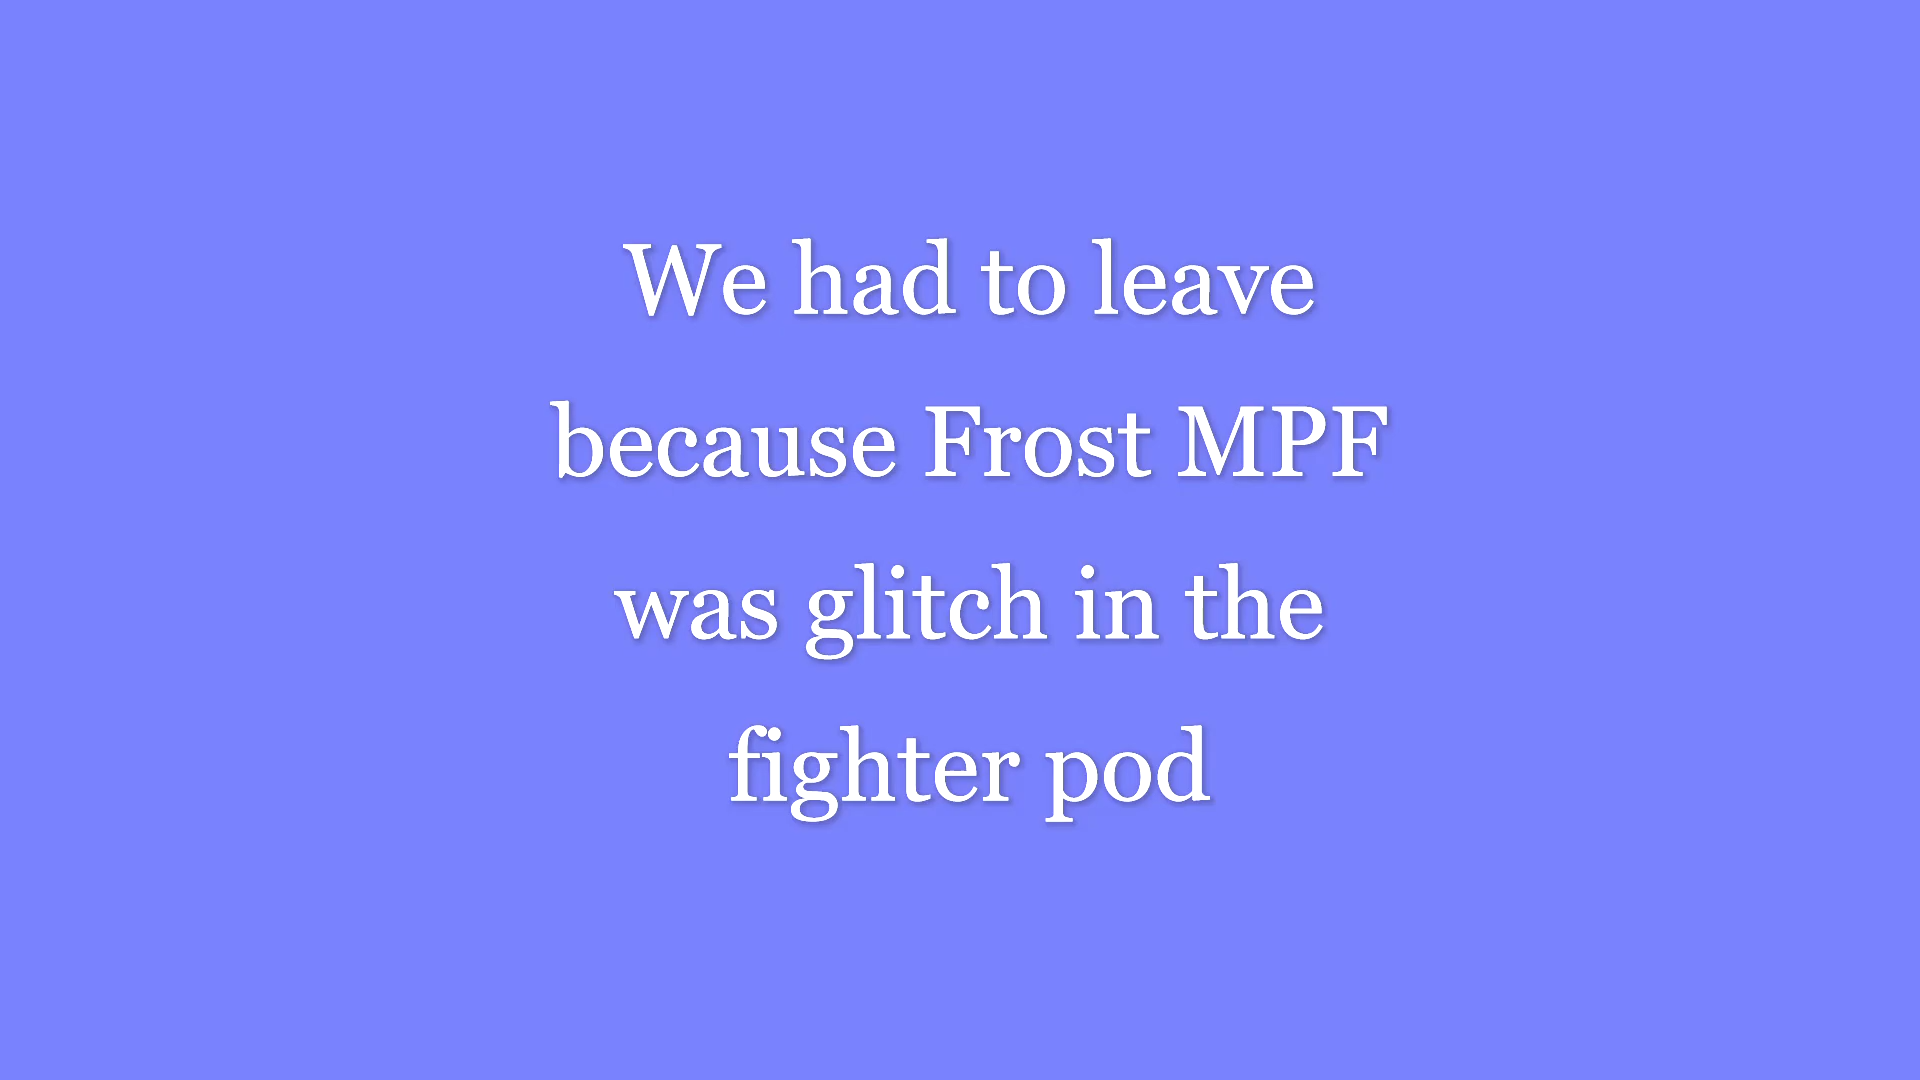 We had to leave
because Frost MPF
was glitch in the
fighter pod